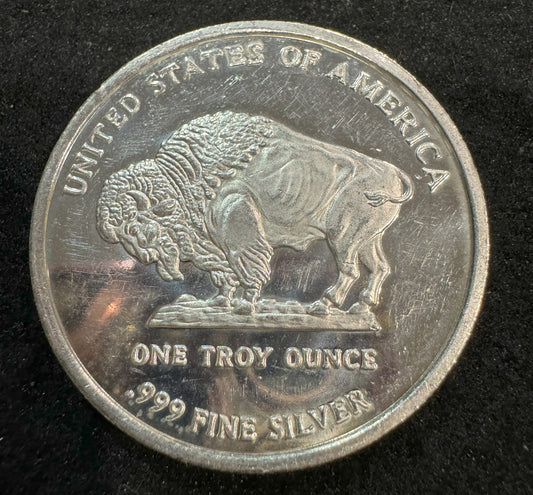 UNITED STATES OF AMERICA
ONE TROY OUNCE
.999 FINE SILVER